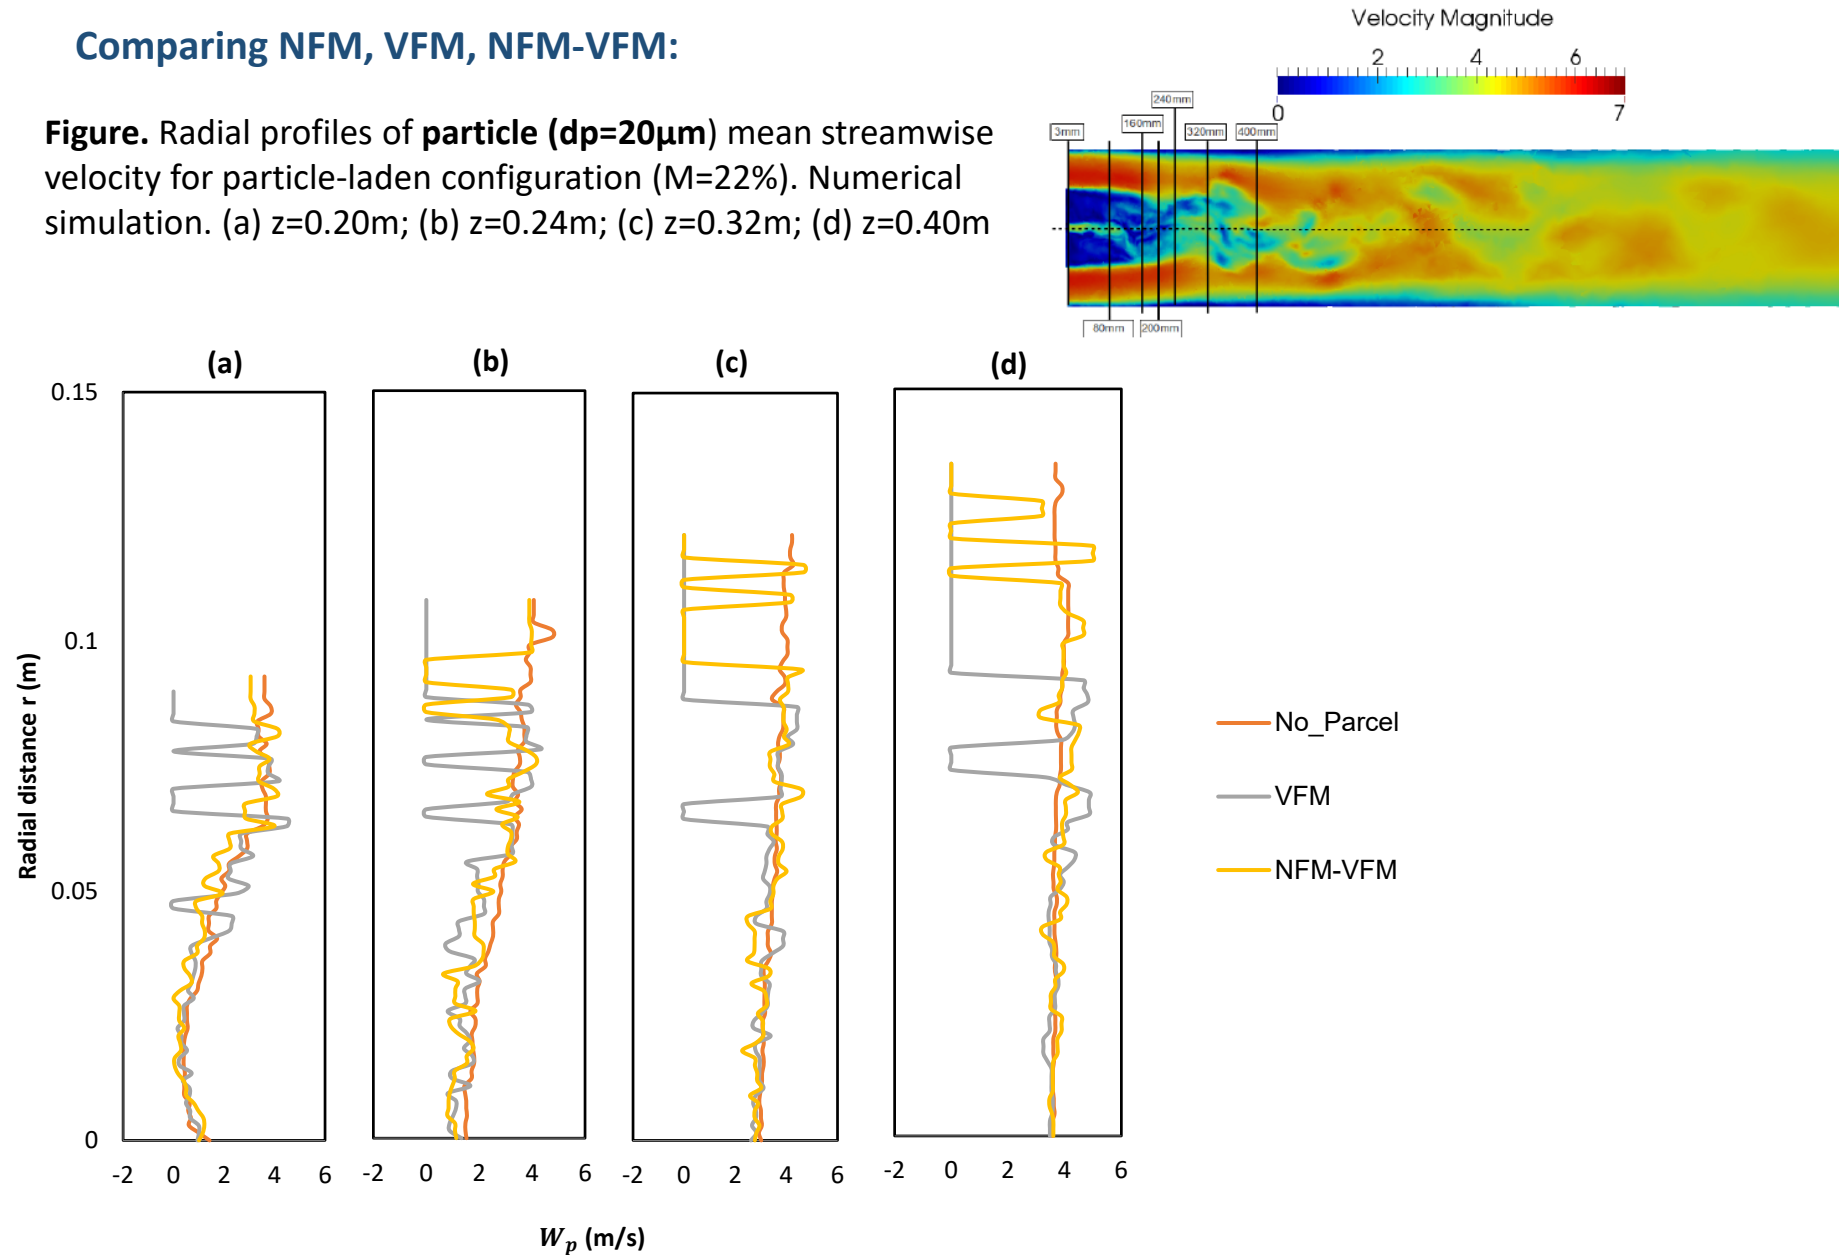 Comparing NFM, VFM, NFM-VFM:
Figure. Radial profiles of particle (dp=20µm) mean streamwise
velocity for particle-laden configuration (M=22%). Numerical
simulation. (a) z=0.20m; (b) z=0.24m; (c) z=0.32m; (d) z=0.40m
Velocity Magnitude
2 4 6
0 7
240mm
3mm 160mm 320mm 400mm
80mm 200mm
(a) (b) (c) (d)
0.15
0.1
0.05
0
Radial distance r (m)
-2 0 2 4 6 -2 0 2 4 6 -2 0 2 4 6 -2 0 2 4 6
Wp (m/s)
No_Parcel
VFM
NFM-VFM